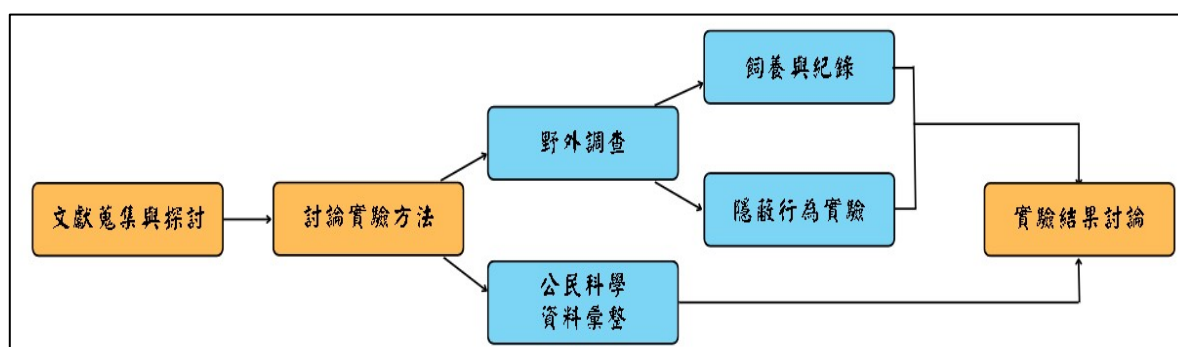 文獻蒐集與探討
討論實驗方法
野外調查
飼養與紀錄
隱蔽行為實驗
公民科學
資料彙整
實驗結果討論